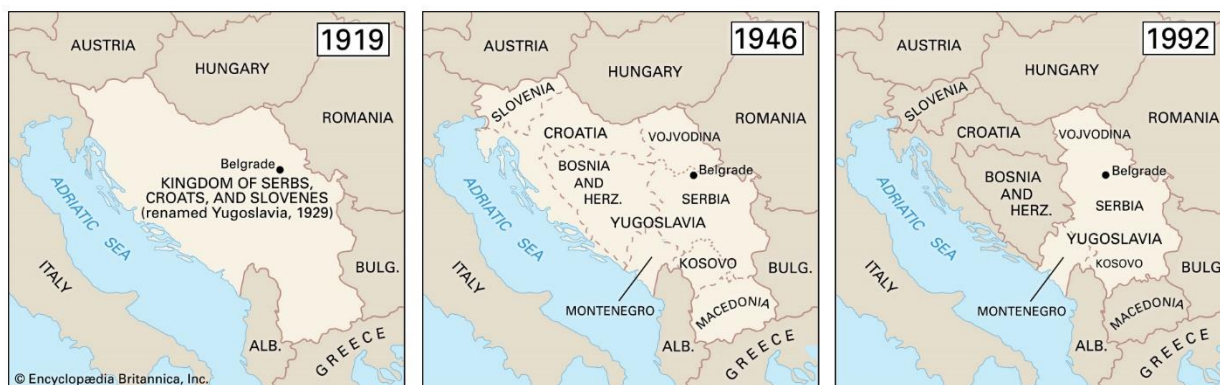 1919
AUSTRIA
HUNGARY
ROMANIA
Belgrade
KINGDOM OF SERBS,
CROATS, AND SLOVENES
(renamed Yugoslavia, 1929)
ADRIATIC SEA
ITALY
BULG.
ALB.
GREECE
© Encyclopædia Britannica, Inc.
1946
AUSTRIA
HUNGARY
SLOVENIA
ROMANIA
CROATIA
VOJVODINA
BOSNIA
AND
HERZ.
Belgrade
SERBIA
YUGOSLAVIA
ADRIATIC SEA
KOSOVO
BULG.
ITALY
MONTENEGRO
MACEDONIA
ALB.
GREECE
1992
AUSTRIA
HUNGARY
SLOVENIA
ROMANIA
CROATIA
VOJVODINA
BOSNIA
AND
HERZ.
Belgrade
SERBIA
YUGOSLAVIA
ADRIATIC SEA
KOSOVO
BULG.
ITALY
MONTENEGRO
MACEDONIA
ALB.
GREECE